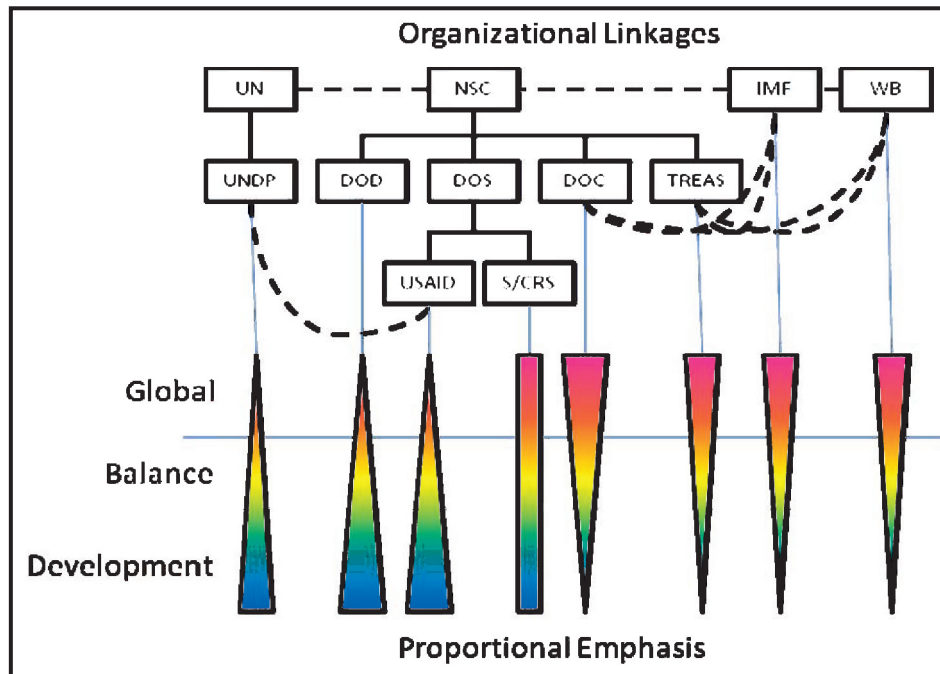 Organizational Linkages
UN NSC IMF WB
UNDP DOD DOS DOC TREAS
USAID S/CRS
Global
Balance
Development
Proportional Emphasis